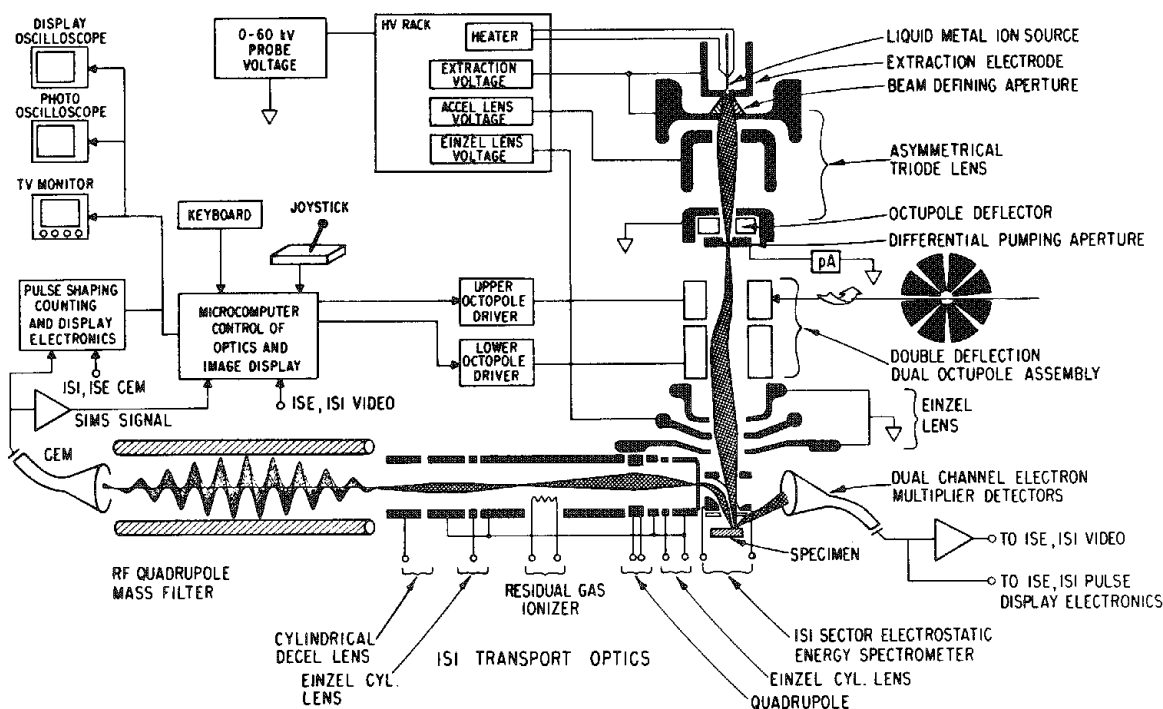 DISPLAY
OSCILLOSCOPE
PHOTO
OSCILLOSCOPE
TV MONITOR
0-60 kV
PROBE
VOLTAGE
HV RACK
HEATER
EXTRACTION
VOLTAGE
ACCEL LENS
VOLTAGE
EINZEL LENS
VOLTAGE
LIQUID METAL ION SOURCE
EXTRACTION ELECTRODE
BEAM DEFINING APERTURE
ASYMMETRICAL
TRIODE LENS
OCTUPOLE DEFLECTOR
DIFFERENTIAL PUMPING APERTURE
pA
KEYBOARD
JOYSTICK
PULSE SHAPING
COUNTING
AND DISPLAY
ELECTRONICS
MICROCOMPUTER
CONTROL OF
OPTICS AND
IMAGE DISPLAY
UPPER
OCTOPOLE
DRIVER
LOWER
OCTOPOLE
DRIVER
DOUBLE DEFLECTION
DUAL OCTUPOLE ASSEMBLY
ISI, ISE CEM
SIMS SIGNAL
ISE, ISI VIDEO
EINZEL
LENS
CEM
DUAL CHANNEL ELECTRON
MULTIPLIER DETECTORS
SPECIMEN
TO ISE, ISI VIDEO
TO ISE, ISI PULSE
DISPLAY ELECTRONICS
RF QUADRUPOLE
MASS FILTER
RESIDUAL GAS
IONIZER
CYLINDRICAL
DECEL LENS
EINZEL CYL.
LENS
ISI TRANSPORT OPTICS
ISI SECTOR ELECTROSTATIC
ENERGY SPECTROMETER
EINZEL CYL. LENS
QUADRUPOLE